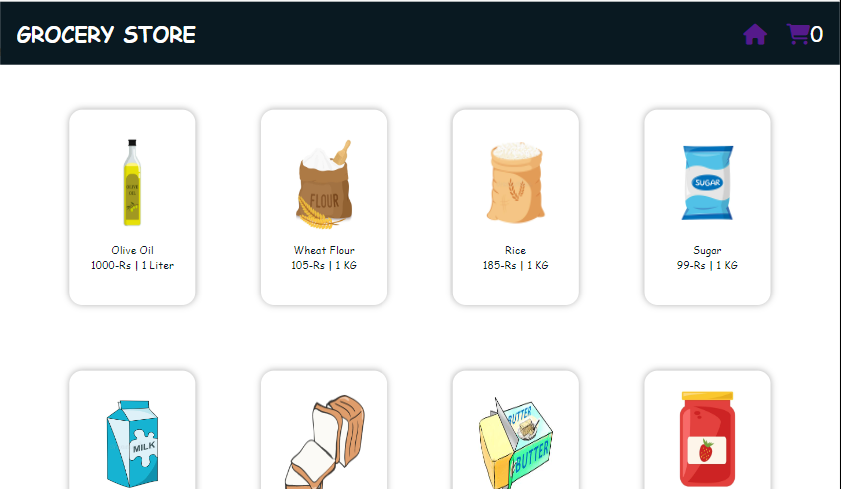 GROCERY STORE
0
OLIVE
OIL
FLOUR
SUGAR
Olive Oil
1000-Rs | 1 Liter
Wheat Flour
105-Rs | 1 KG
Rice
185-Rs | 1 KG
Sugar
99-Rs | 1 KG
MILK
BUTTER
BUTTER